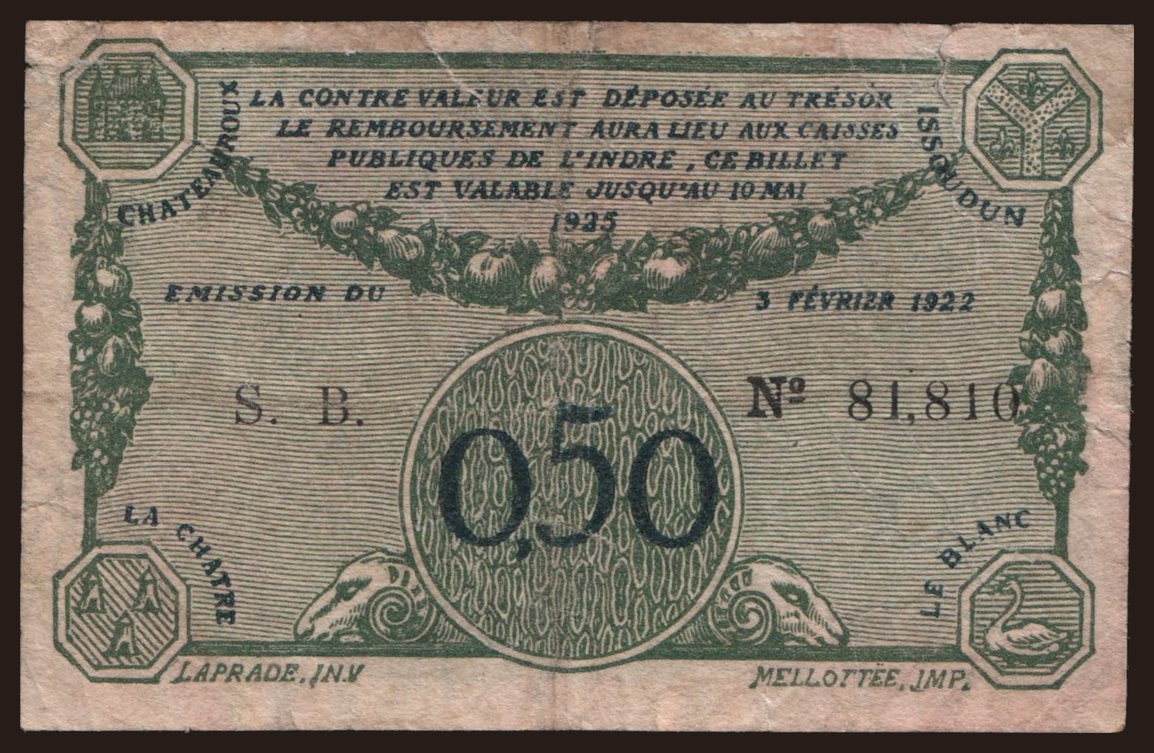 LA CONTRE VALEUR EST DÉPOSÉE AU TRÉSOR
LE REMBOURSEMENT AURA LIEU AUX CAISSES
PUBLIQUES DE L'INDRE, CE BILLET
EST VALABLE JUSQU'AU 10 MAI
1925
CHATEAUROUX
ISSOUDUN
EMISSION DU
3 FÉVRIER 1922
S. B.
Nº 81,810
0,50
LA CHATRE
LE BLANC
LAPRADE. INV
MELLOTTÉE. IMP.